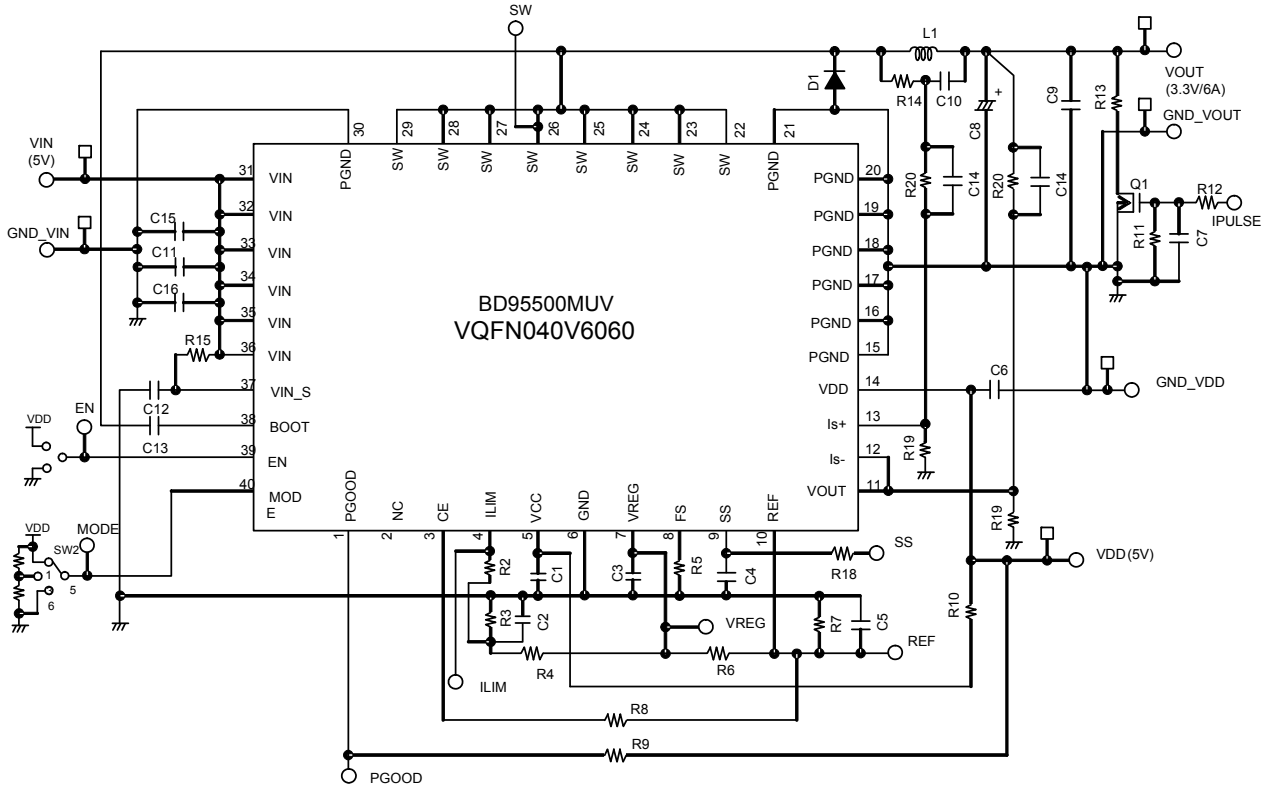 SW
L1
VOUT
(3.3V/6A)
D1
R14
C10
C8
+
C9
R13
GND_VOUT
30
29
28
27
26
25
24
23
22
21
PGND
SW
SW
SW
SW
SW
SW
SW
SW
PGND
VIN
(5V)
31
VIN
PGND
20
32
VIN
PGND
19
GND_VIN
C15
33
VIN
PGND
18
C11
34
VIN
PGND
17
C16
35
VIN
PGND
16
R15
36
VIN
PGND
15
37
VIN_S
VDD
14
C12
38
BOOT
Is+
13
C13
39
EN
Is-
12
40
MOD
E
VOUT
11
BD95500MUV
VQFN040V6060
R20
C14
R20
C14
Q1
R12
IPULSE
R11
C7
C6
GND_VDD
R19
R19
VDD
EN
VDD
SW2
MODE
1
5
6
PGOOD
NC
CE
ILIM
VCC
GND
VREG
FS
SS
REF
1
2
3
4
5
6
7
8
9
10
SS
VDD(5V)
R2
C1
C3
R5
C4
R18
R3
C2
R10
R7
C5
VREG
REF
R4
R6
ILIM
R8
R9
PGOOD